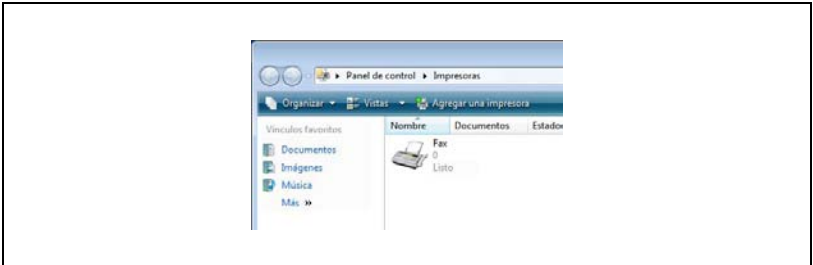 Panel de control ▸ Impresoras
Organizar Vistas Agregar una impresora
Vínculos favoritos
Documentos
Imágenes
Música
Más »
Nombre Documentos Estado
Fax
0
Listo